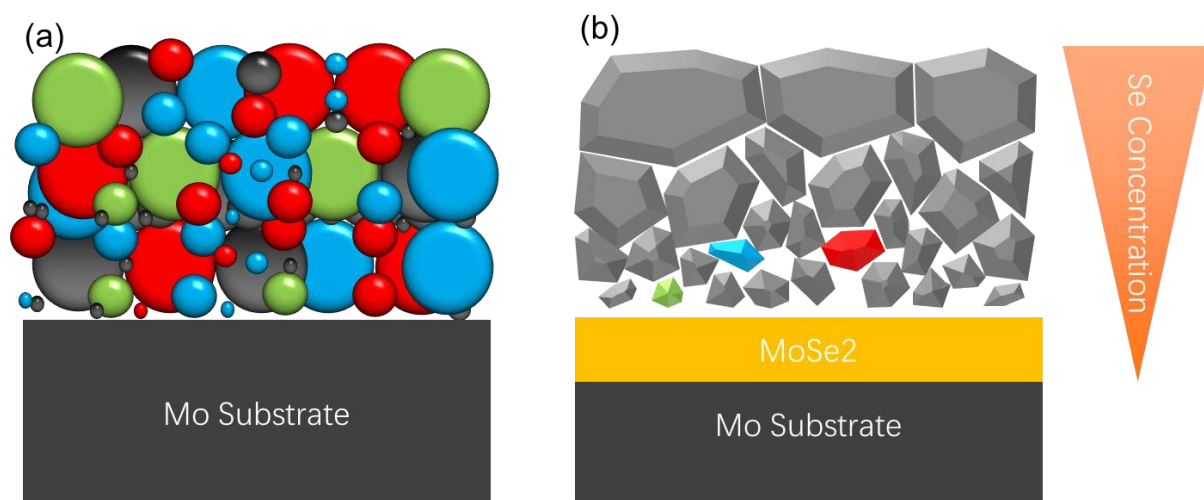 (a)
(b)
Se Concentration
MoSe2
Mo Substrate
Mo Substrate